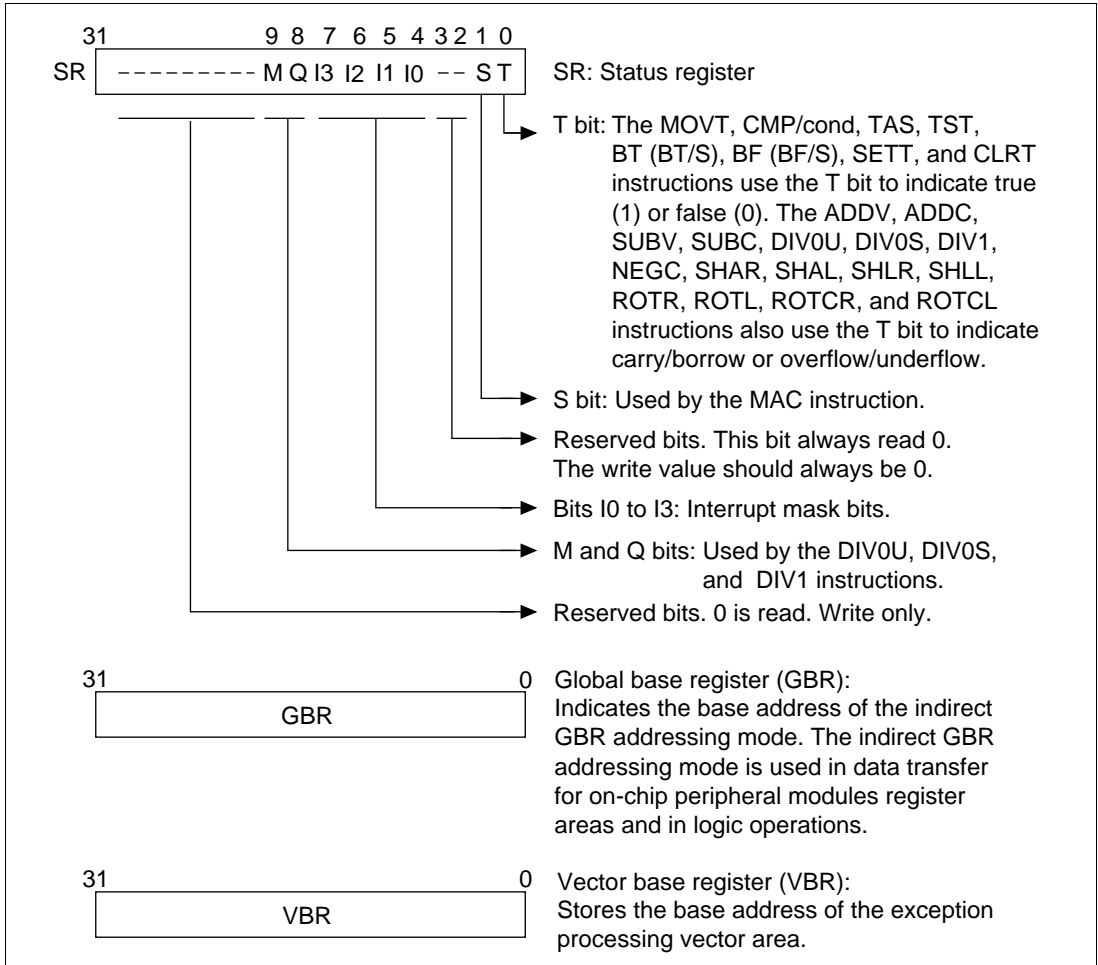 31 9 8 7 6 5 4 3 2 1 0
SR --------- M Q I3 I2 I1 I0 -- S T SR: Status register
T bit: The MOVT, CMP/cond, TAS, TST,
BT (BT/S), BF (BF/S), SETT, and CLRT
instructions use the T bit to indicate true
(1) or false (0). The ADDV, ADDC,
SUBV, SUBC, DIV0U, DIV0S, DIV1,
NEGC, SHAR, SHAL, SHLR, SHLL,
ROTR, ROTL, ROTCR, and ROTCL
instructions also use the T bit to indicate
carry/borrow or overflow/underflow.
S bit: Used by the MAC instruction.
Reserved bits. This bit always read 0.
The write value should always be 0.
Bits I0 to I3: Interrupt mask bits.
M and Q bits: Used by the DIV0U, DIV0S,
and DIV1 instructions.
Reserved bits. 0 is read. Write only.
31 0 Global base register (GBR):
GBR Indicates the base address of the indirect
GBR addressing mode. The indirect GBR
addressing mode is used in data transfer
for on-chip peripheral modules register
areas and in logic operations.
31 0 Vector base register (VBR):
VBR Stores the base address of the exception
processing vector area.